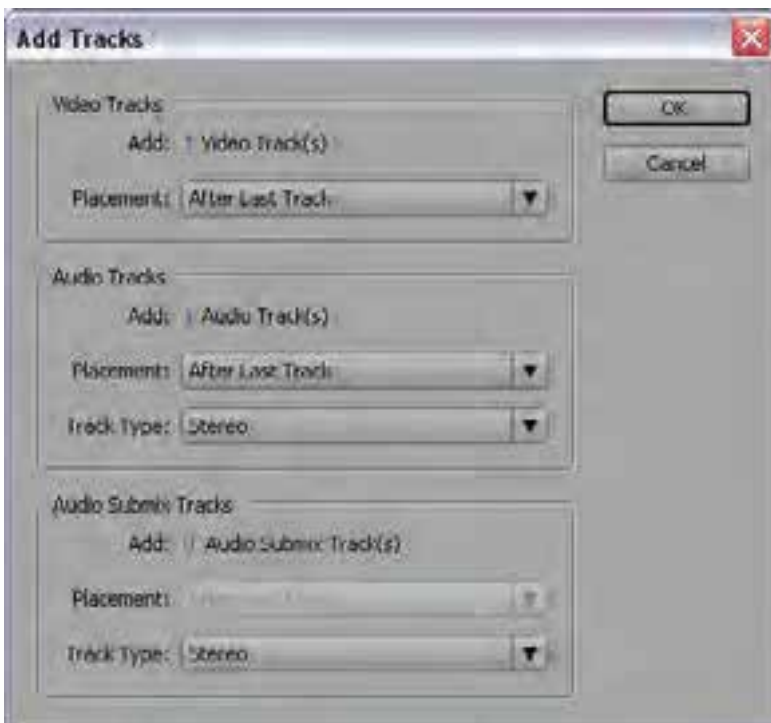 Add Tracks
Video Tracks
Add: 1 Video Track(s)
Placement: After Last Track
OK
Cancel
Audio Tracks
Add: 1 Audio Track(s)
Placement: After Last Track
Track Type: Stereo
Audio Submix Tracks
Add: Audio Submix Track(s)
Placement:
Track Type: Stereo